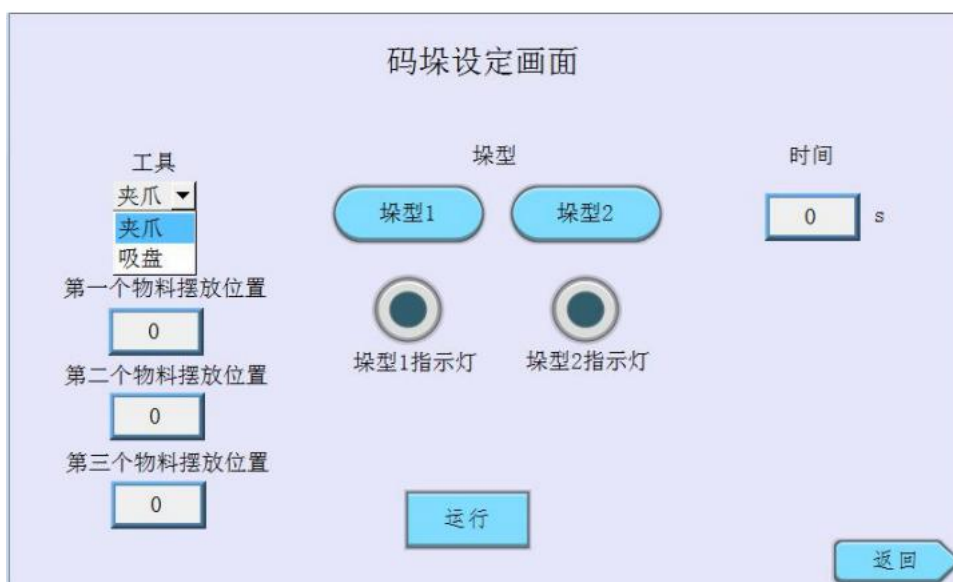 码垛设定画面
工具
垛型
时间
夹爪
垛型1
垛型2
0
s
夹爪
吸盘
第一个物料摆放位置
0
垛型1指示灯
垛型2指示灯
第二个物料摆放位置
0
第三个物料摆放位置
0
运行
返回